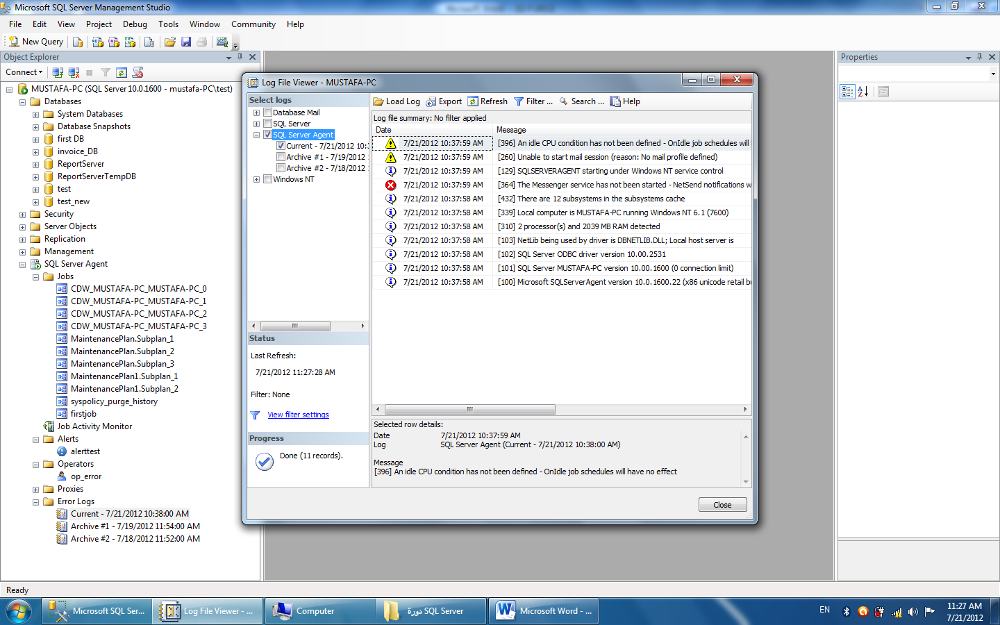 Microsoft SQL Server Management Studio
File Edit View Project Debug Tools Window Community Help
New Query
Object Explorer
Connect
MUSTAFA-PC (SQL Server 10.0.1600 - mustafa-PC\test)
Databases
System Databases
Database Snapshots
first DB
invoice_DB
ReportServer
ReportServerTempDB
test
test_new
Security
Server Objects
Replication
Management
SQL Server Agent
Jobs
CDW_MUSTAFA-PC_MUSTAFA-PC_0
CDW_MUSTAFA-PC_MUSTAFA-PC_1
CDW_MUSTAFA-PC_MUSTAFA-PC_2
CDW_MUSTAFA-PC_MUSTAFA-PC_3
MaintenancePlan.Subplan_1
MaintenancePlan.Subplan_2
MaintenancePlan.Subplan_3
MaintenancePlan1.Subplan_1
MaintenancePlan1.Subplan_2
syspolicy_purge_history
firstjob
Job Activity Monitor
Alerts
alerttest
Operators
op_error
Proxies
Error Logs
Current - 7/21/2012 10:38:00 AM
Archive #1 - 7/19/2012 11:54:00 AM
Archive #2 - 7/18/2012 11:52:00 AM
Log File Viewer - MUSTAFA-PC
Select logs
Database Mail
SQL Server
SQL Server Agent
Current - 7/21/2012 10:3
Archive #1 - 7/19/2012
Archive #2 - 7/18/2012
Windows NT
Status
Last Refresh:
7/21/2012 11:27:28 AM
Filter: None
View filter settings
Progress
Done (11 records).
Load Log Export Refresh Filter ... Search ... Help
Log file summary: No filter applied
Date Message
7/21/2012 10:37:59 AM [396] An idle CPU condition has not been defined - OnIdle job schedules will
7/21/2012 10:37:59 AM [260] Unable to start mail session (reason: No mail profile defined)
7/21/2012 10:37:59 AM [129] SQLSERVERAGENT starting under Windows NT service control
7/21/2012 10:37:59 AM [364] The Messenger service has not been started - NetSend notifications w
7/21/2012 10:37:58 AM [432] There are 12 subsystems in the subsystems cache
7/21/2012 10:37:58 AM [339] Local computer is MUSTAFA-PC running Windows NT 6.1 (7600)
7/21/2012 10:37:58 AM [310] 2 processor(s) and 2039 MB RAM detected
7/21/2012 10:37:58 AM [103] NetLib being used by driver is DBNETLIB.DLL; Local host server is
7/21/2012 10:37:58 AM [102] SQL Server ODBC driver version 10.00.2531
7/21/2012 10:37:58 AM [101] SQL Server MUSTAFA-PC version 10.00.1600 (0 connection limit)
7/21/2012 10:37:58 AM [100] Microsoft SQLServerAgent version 10.0.1600.22 (x86 unicode retail bu
Selected row details:
Date 7/21/2012 10:37:59 AM
Log SQL Server Agent (Current - 7/21/2012 10:38:00 AM)
Message
[396] An idle CPU condition has not been defined - OnIdle job schedules will have no effect
Close
Properties
Ready
Microsoft SQL Ser...
Log File Viewer - ...
Computer
دورة SQL Server
Microsoft Word - ...
EN
11:27 AM
7/21/2012